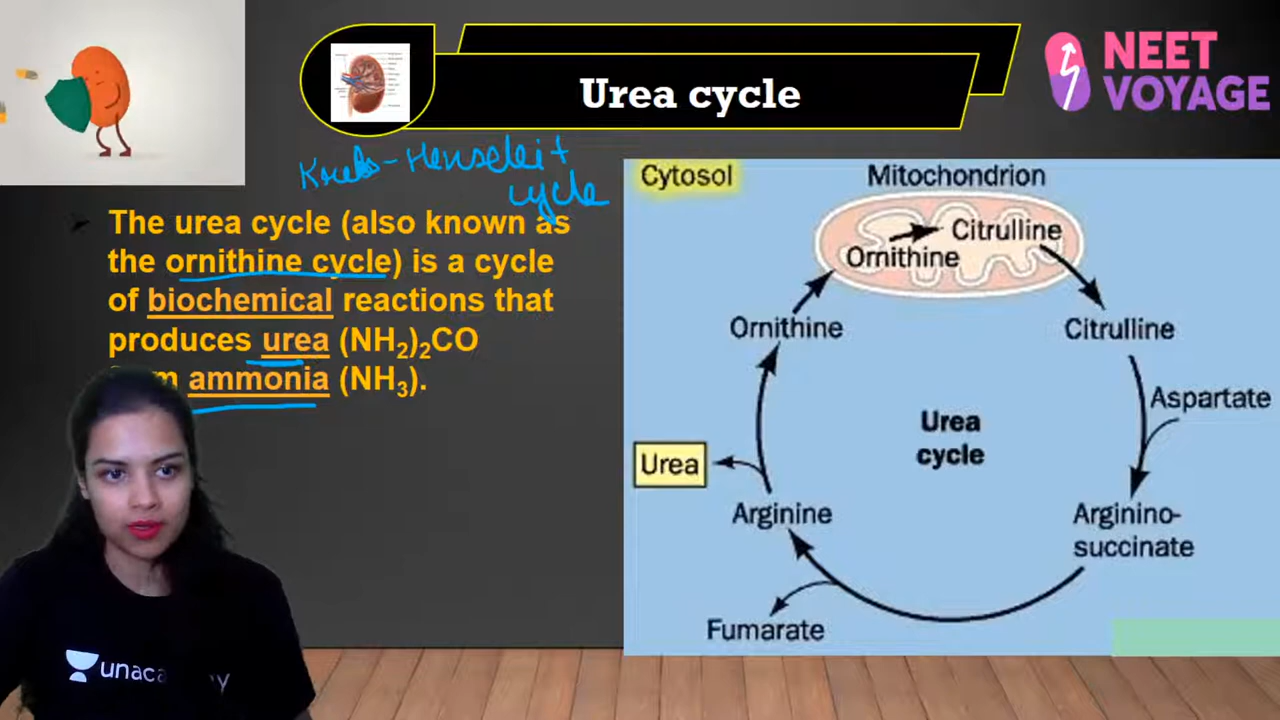 Urea cycle
NEET
VOYAGE
Krebs-Henseleit
cycle
The urea cycle (also known as
the ornithine cycle) is a cycle
of biochemical reactions that
produces urea (NH₂)₂CO
ammonia (NH₃).
Cytosol
Mitochondrion
Citrulline
Ornithine
Ornithine
Citrulline
Aspartate
Urea
cycle
Urea
Arginine
Arginino-
succinate
Fumarate
unacademy